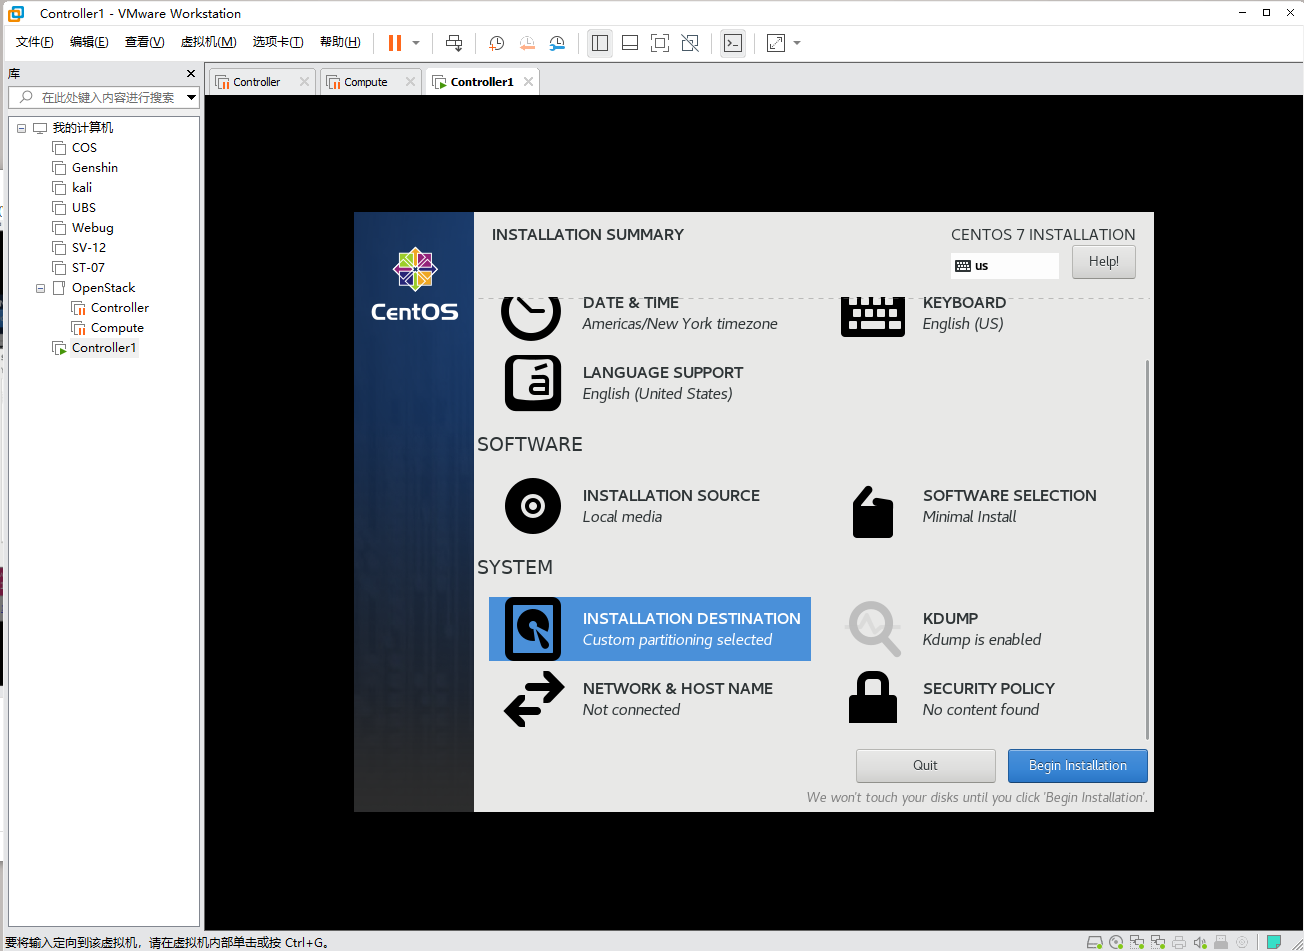 Controller1 - VMware Workstation
文件(F) 编辑(E) 查看(V) 虚拟机(M) 选项卡(T) 帮助(H)
库
在此处键入内容进行搜索
我的计算机
COS
Genshin
kali
UBS
Webug
SV-12
ST-07
OpenStack
Controller
Compute
Controller1
Controller Compute Controller1
CentOS
INSTALLATION SUMMARY
CENTOS 7 INSTALLATION
us
Help!
DATE & TIME
Americas/New York timezone
KEYBOARD
English (US)
LANGUAGE SUPPORT
English (United States)
SOFTWARE
INSTALLATION SOURCE
Local media
SOFTWARE SELECTION
Minimal Install
SYSTEM
INSTALLATION DESTINATION
Custom partitioning selected
KDUMP
Kdump is enabled
NETWORK & HOST NAME
Not connected
SECURITY POLICY
No content found
Quit
Begin Installation
We won't touch your disks until you click 'Begin Installation'.
要将输入定向到该虚拟机，请在虚拟机内部单击或按 Ctrl+G。